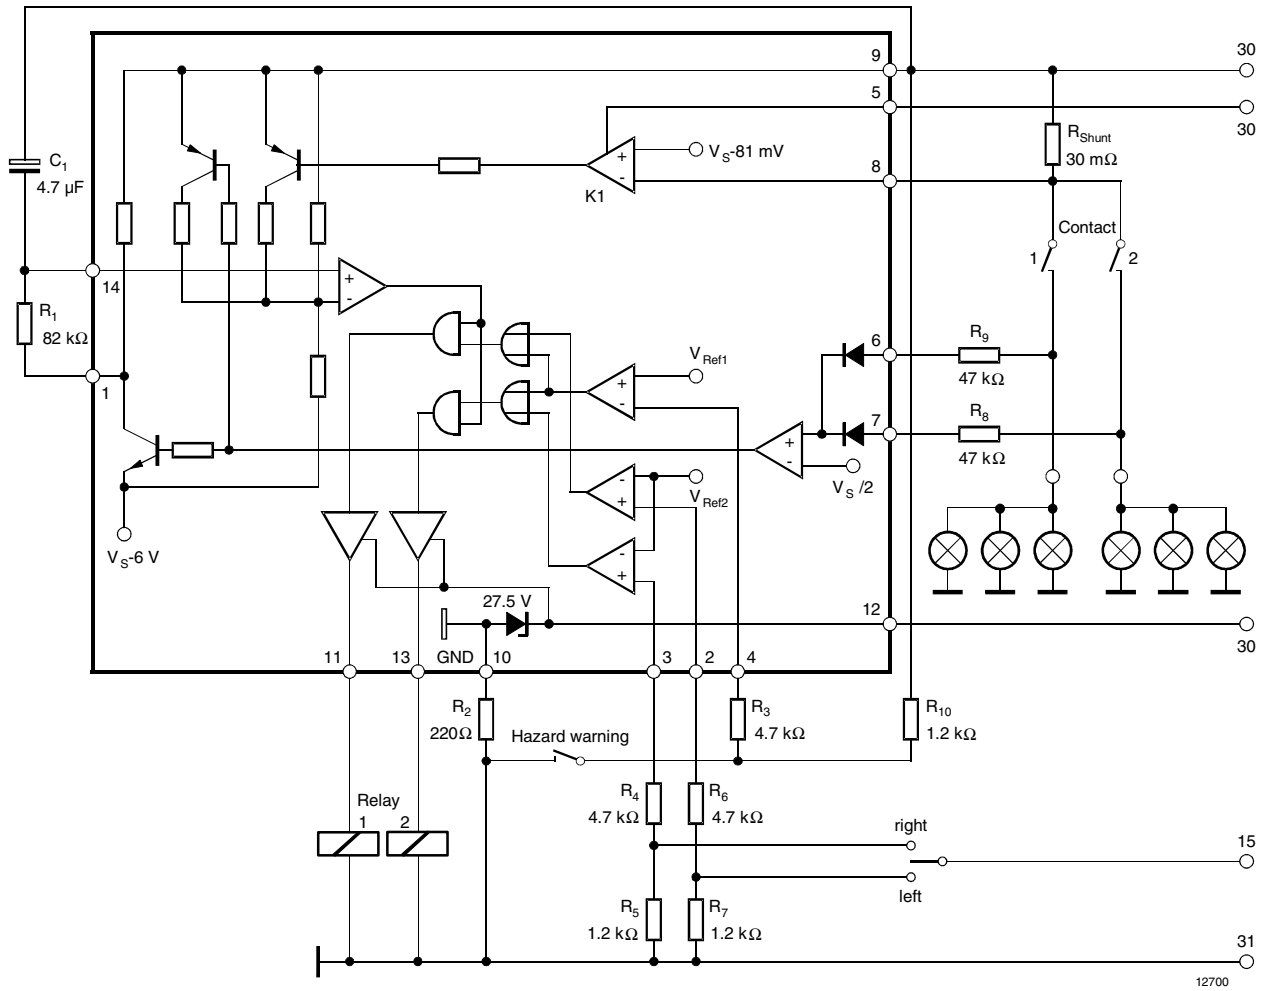 9
30
5
30
C1
4.7 µF
VS-81 mV
RShunt
30 mΩ
K1
8
Contact
1
2
14
R1
82 kΩ
1
+
-
+
-
VRef1
6
R9
47 kΩ
+
-
7
R8
47 kΩ
+
-
VS /2
-
+
VRef2
-
+
VS-6 V
27.5 V
12
30
11
13
GND
10
3
2
4
R2
220Ω
R3
4.7 kΩ
R10
1.2 kΩ
Hazard warning
Relay
1
2
R4
4.7 kΩ
R6
4.7 kΩ
right
15
left
R5
1.2 kΩ
R7
1.2 kΩ
31
12700